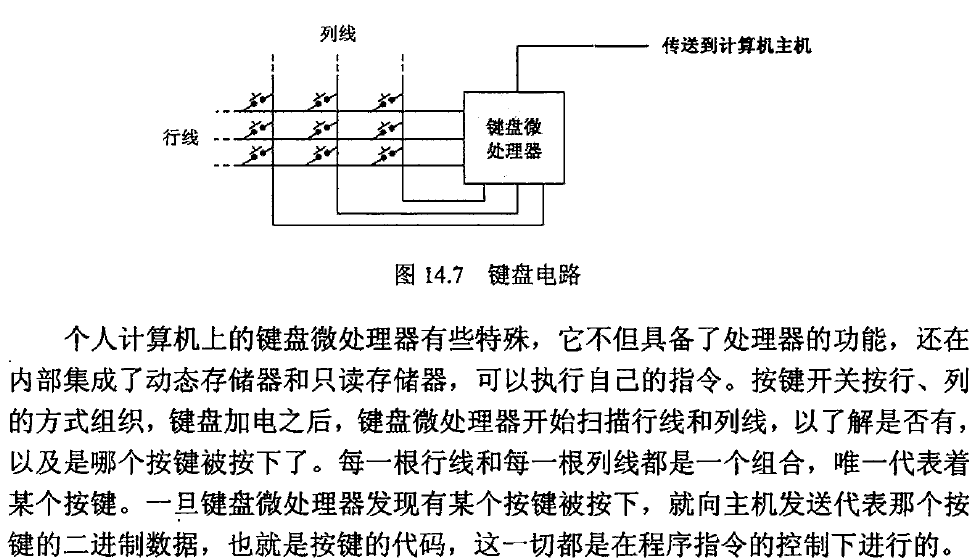 列线
传送到计算机主机
行线
键盘微
处理器
图 14.7 键盘电路
个人计算机上的键盘微处理器有些特殊，它不但具备了处理器的功能，还在
内部集成了动态存储器和只读存储器，可以执行自己的指令。按键开关按行、列
的方式组织，键盘加电之后，键盘微处理器开始扫描行线和列线，以了解是否有，
以及是哪个按键被按下了。每一根行线和每一根列线都是一个组合，唯一代表着
某个按键。一旦键盘微处理器发现有某个按键被按下，就向主机发送代表那个按
键的二进制数据，也就是按键的代码，这一切都是在程序指令的控制下进行的。